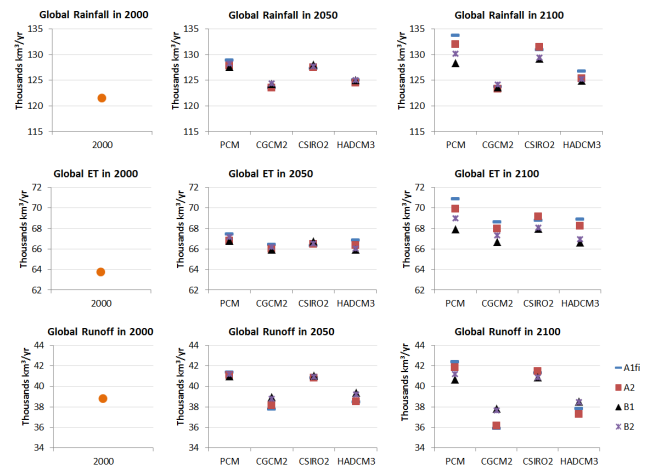 Global Rainfall in 2000
Global Rainfall in 2050
Global Rainfall in 2100
Thousands km³/yr
135
130
125
120
115
2000
Thousands km³/yr
135
130
125
120
115
PCM CGCM2 CSIRO2 HADCM3
Thousands km³/yr
135
130
125
120
115
PCM CGCM2 CSIRO2 HADCM3
Global ET in 2000
Global ET in 2050
Global ET in 2100
Thousands km³/yr
72
70
68
66
64
62
2000
Thousands km³/yr
72
70
68
66
64
62
PCM CGCM2 CSIRO2 HADCM3
Thousands km³/yr
72
70
68
66
64
62
PCM CGCM2 CSIRO2 HADCM3
Global Runoff in 2000
Global Runoff in 2050
Global Runoff in 2100
Thousands km³/yr
44
42
40
38
36
34
2000
Thousands km³/yr
44
42
40
38
36
34
PCM CGCM2 CSIRO2 HADCM3
Thousands km³/yr
44
42
40
38
36
34
PCM CGCM2 CSIRO2 HADCM3
A1fi
A2
B1
B2